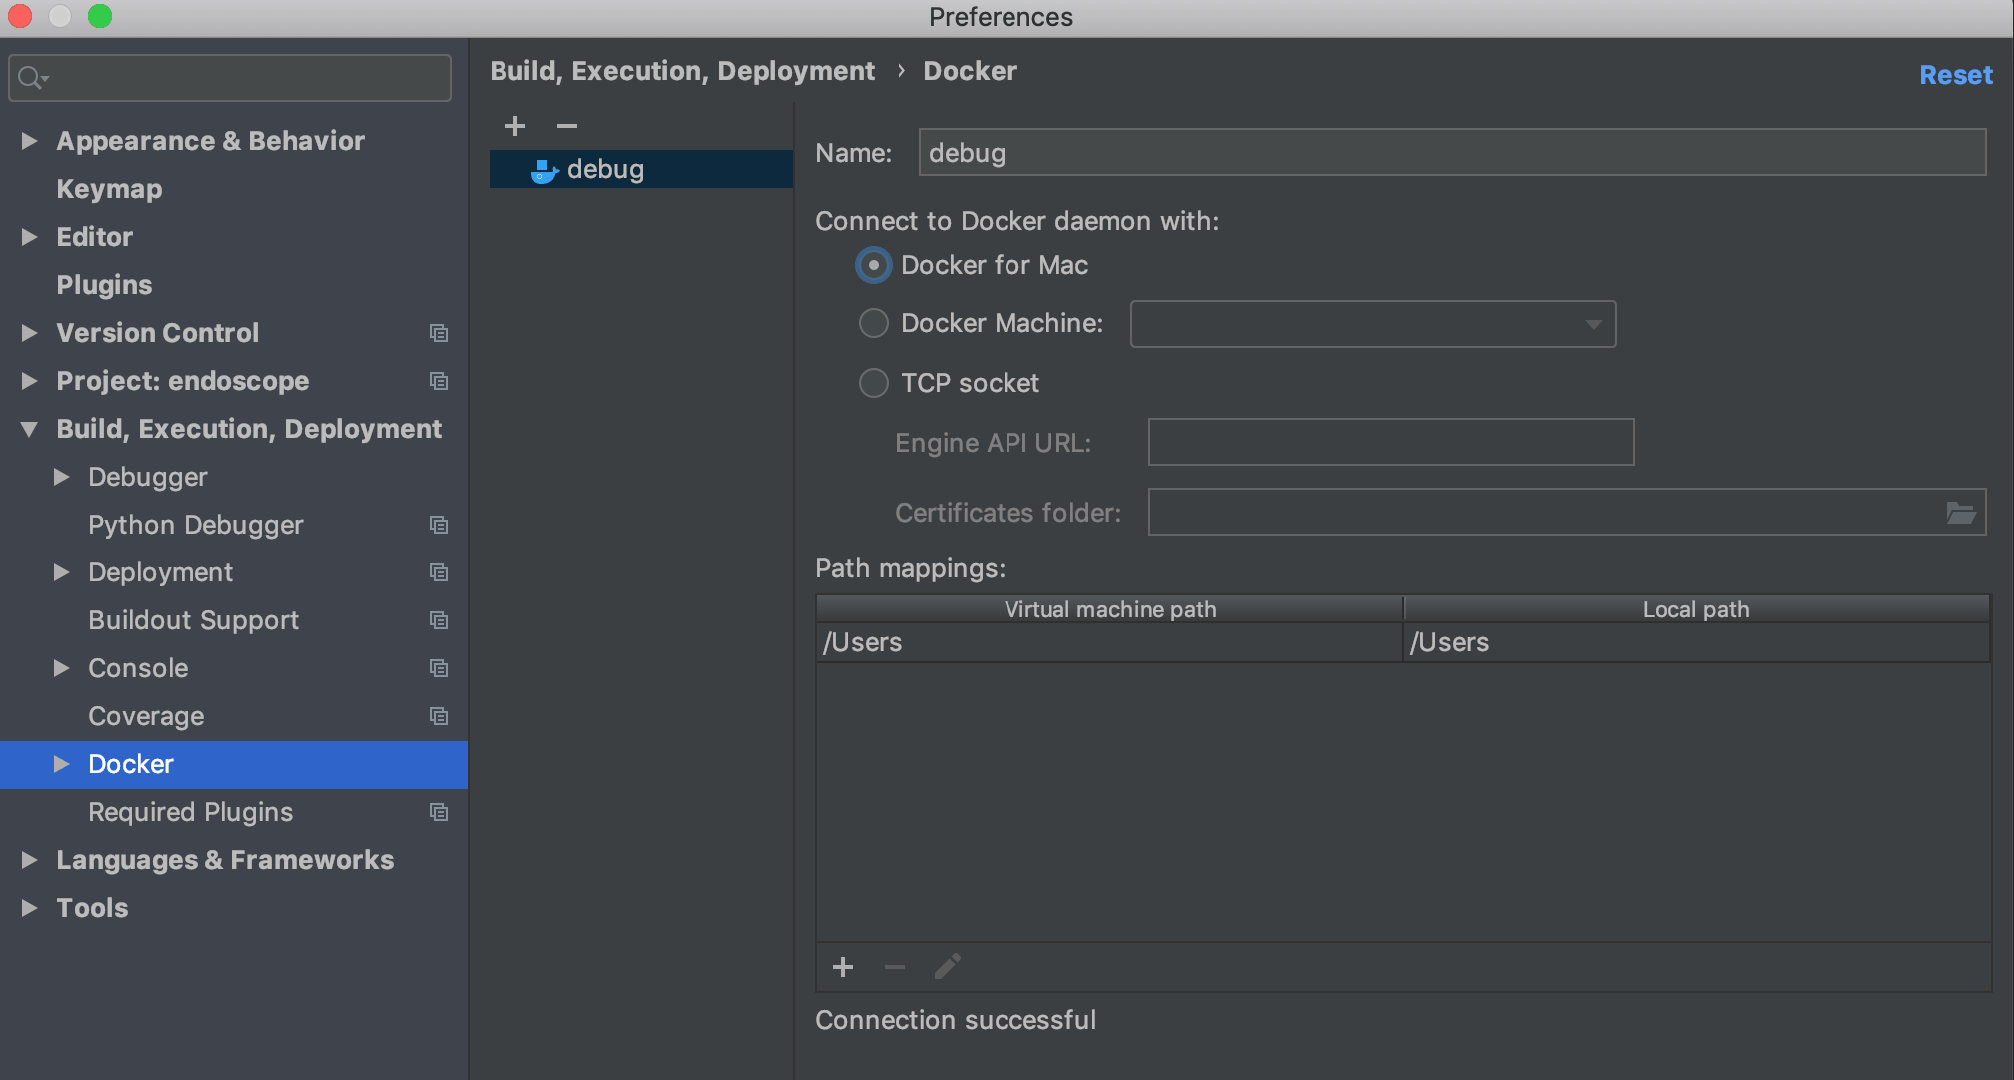 Preferences
Appearance & Behavior
Keymap
Editor
Plugins
Version Control
Project: endoscope
Build, Execution, Deployment
Debugger
Python Debugger
Deployment
Buildout Support
Console
Coverage
Docker
Required Plugins
Languages & Frameworks
Tools
Build, Execution, Deployment › Docker
Reset
debug
Name: debug
Connect to Docker daemon with:
Docker for Mac
Docker Machine:
TCP socket
Engine API URL:
Certificates folder:
Path mappings:
Virtual machine path Local path
/Users /Users
Connection successful